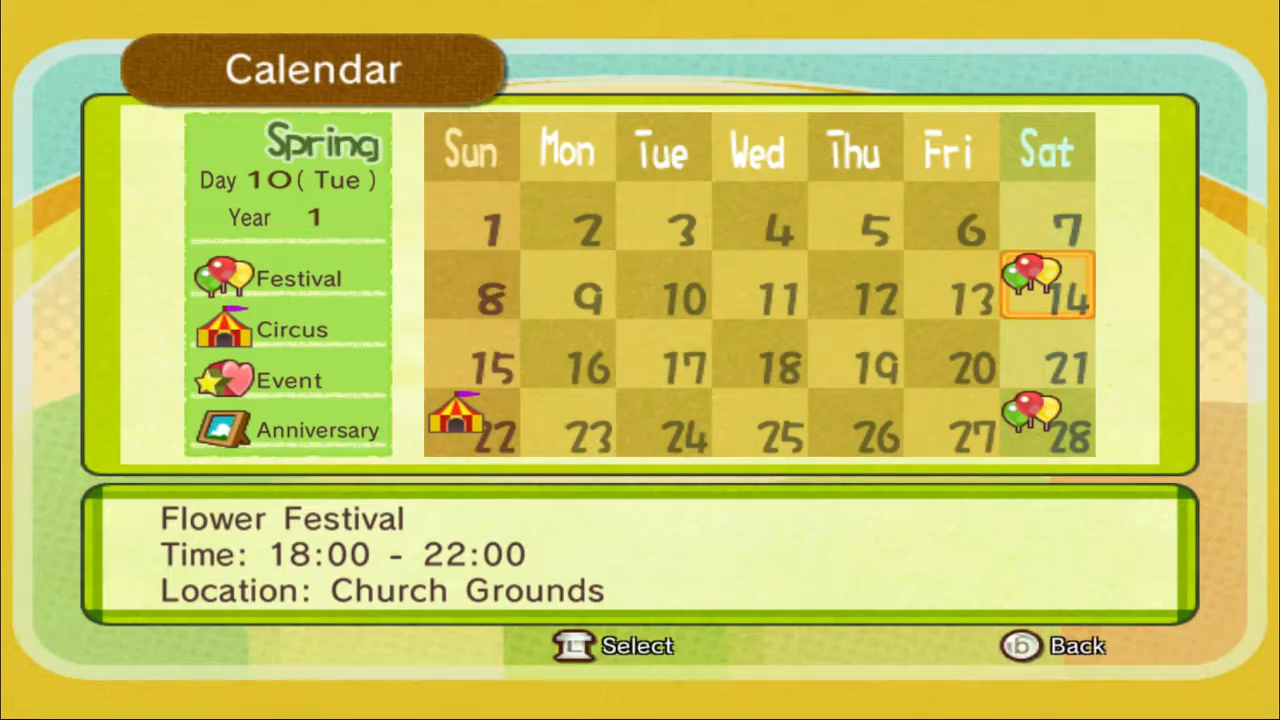 Calendar
Spring
Day 10 ( Tue )
Year 1
Festival
Circus
Event
Anniversary
Sun Mon Tue Wed Thu Fri Sat
1 2 3 4 5 6 7
8 9 10 11 12 13 14
15 16 17 18 19 20 21
22 23 24 25 26 27 28
Flower Festival
Time: 18:00 - 22:00
Location: Church Grounds
L Select
b Back